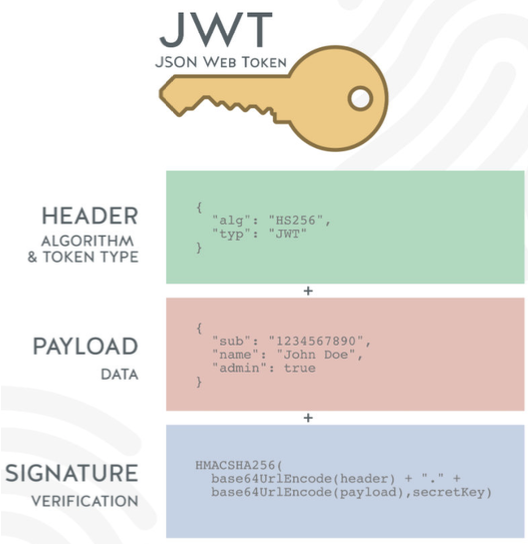 JWT
JSON WEB TOKEN
HEADER
ALGORITHM
& TOKEN TYPE
{
"alg": "HS256",
"typ": "JWT"
}
+
PAYLOAD
DATA
{
"sub": "1234567890",
"name": "John Doe",
"admin": true
}
+
SIGNATURE
VERIFICATION
HMACSHA256(
base64UrlEncode(header) + "." +
base64UrlEncode(payload),secretKey)